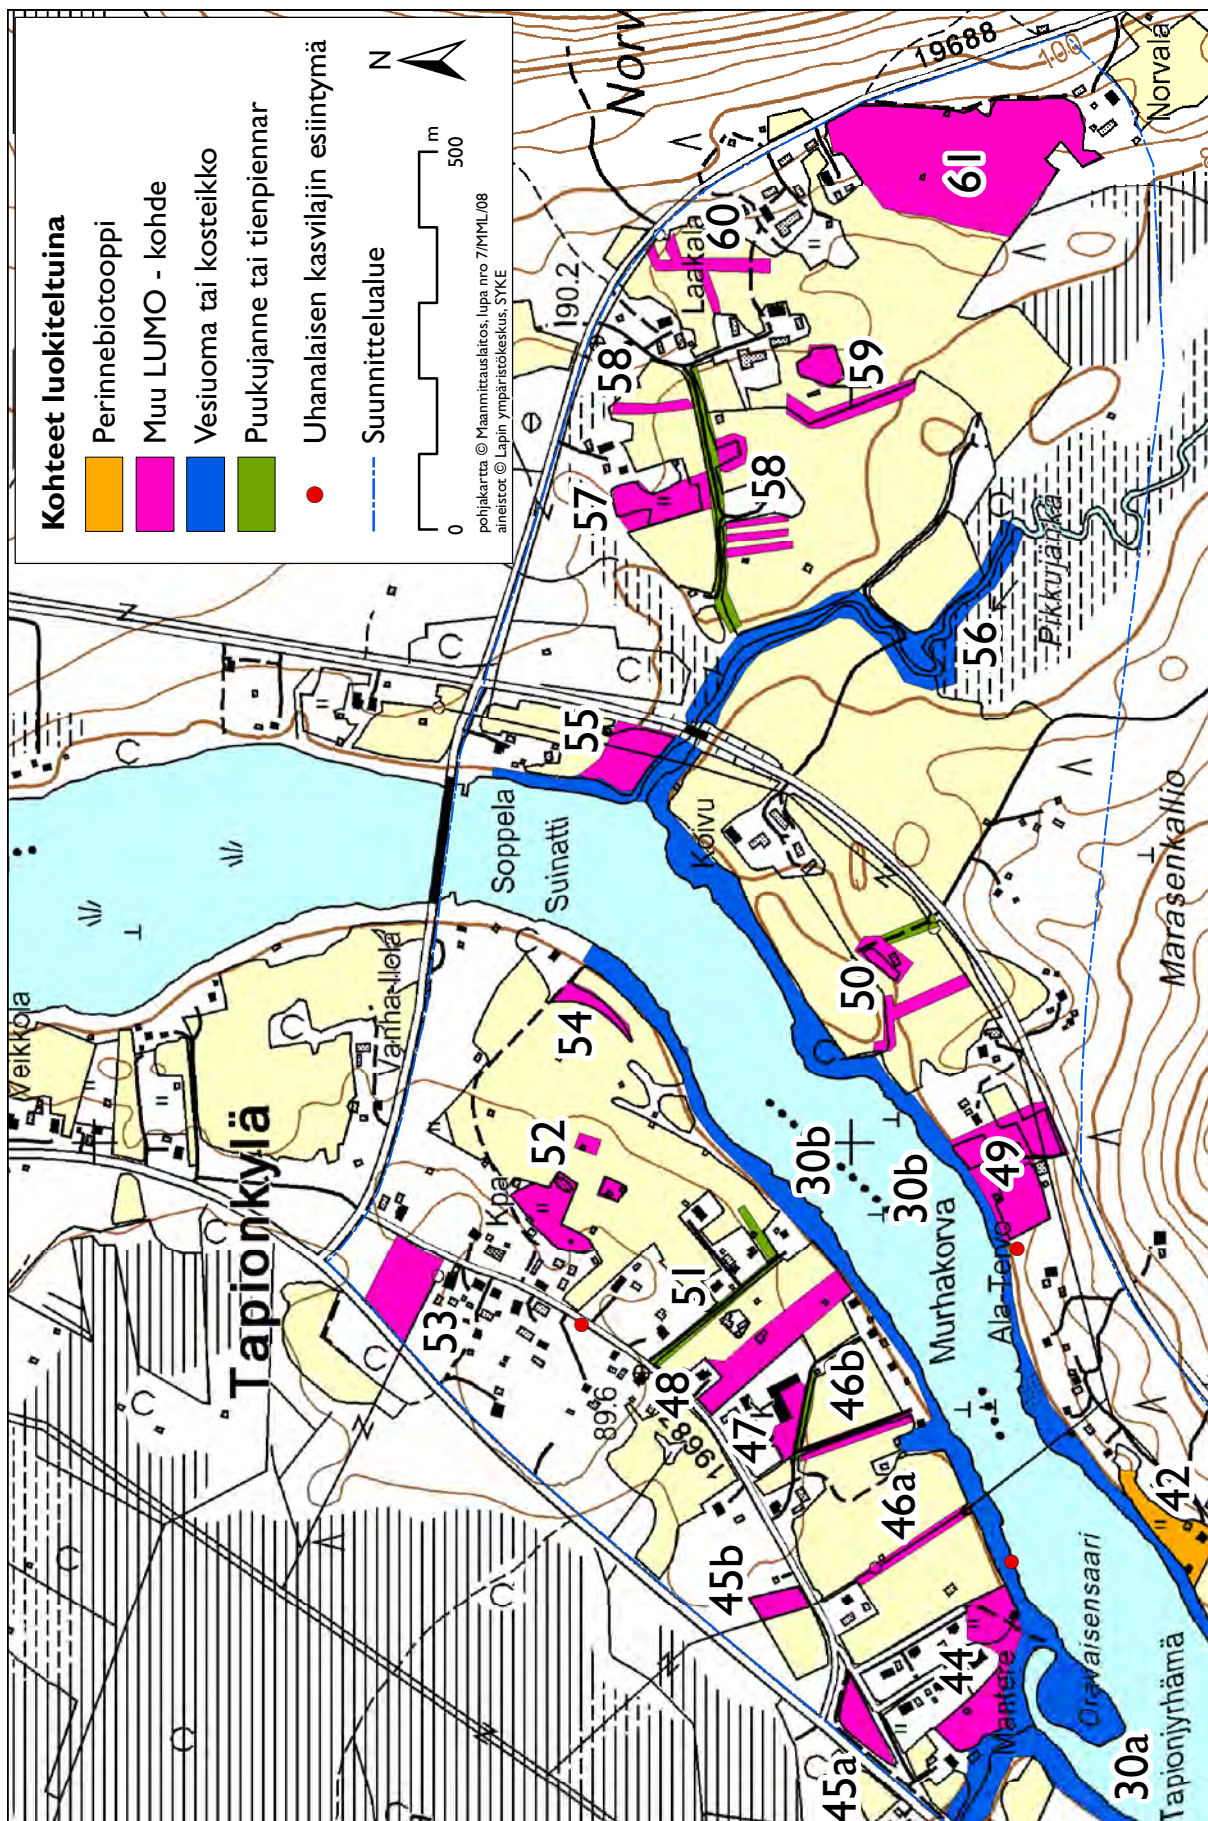 Kohteet luokiteltuina
Perinnebiotooppi
Muu LUMO - kohde
Vesiuoma tai kosteikko
Puukujanne tai tienpiennar
Uhanalaisen kasvilajin esiintymä
Suunnittelualue
N
0
500
m
pohjakartta © Maanmittauslaitos, lupa nro 7/MML/08
aineistot © Lapin ympäristökeskus, SYKE
Veikkola
Vanha-Ilola
Tapionkylä
Kpa
53
52
54
51
89.6
48
1968
47
46b
46a
45b
45a
44
Mantere
Oravaisensaari
30a
Tapionjyrhämä
42
Murhakorva
Ala-Tervo
30b
30b
49
50
Koivu
Soppela
Suinatti
55
56
Pikkujänkä
Marasenkallio
57
58
58
59
190.2
Laakala
60
61
Norv
19688
100
Norvala